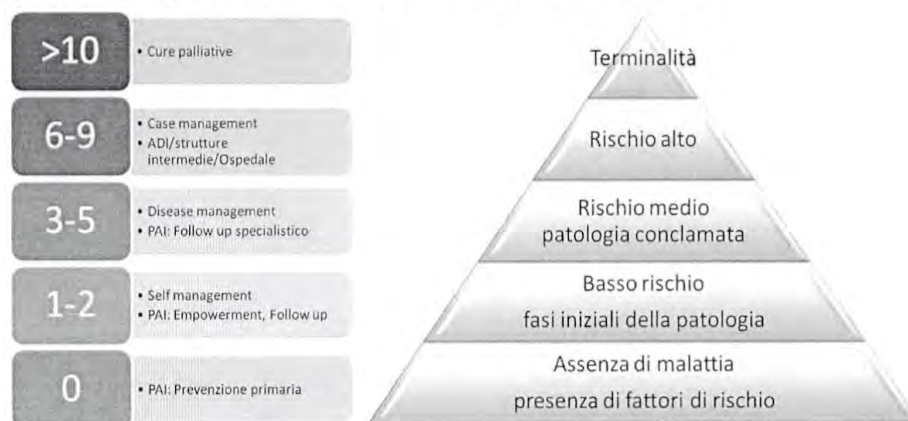 >10
• Cure palliative
6-9
• Case management
• ADI/strutture
intermedie/Ospedale
3-5
• Disease management
• PAI: Follow up specialistico
1-2
• Self management
• PAI: Empowerment, Follow up
0
• PAI: Prevenzione primaria
Terminalità
Rischio alto
Rischio medio
patologia conclamata
Basso rischio
fasi iniziali della patologia
Assenza di malattia
presenza di fattori di rischio